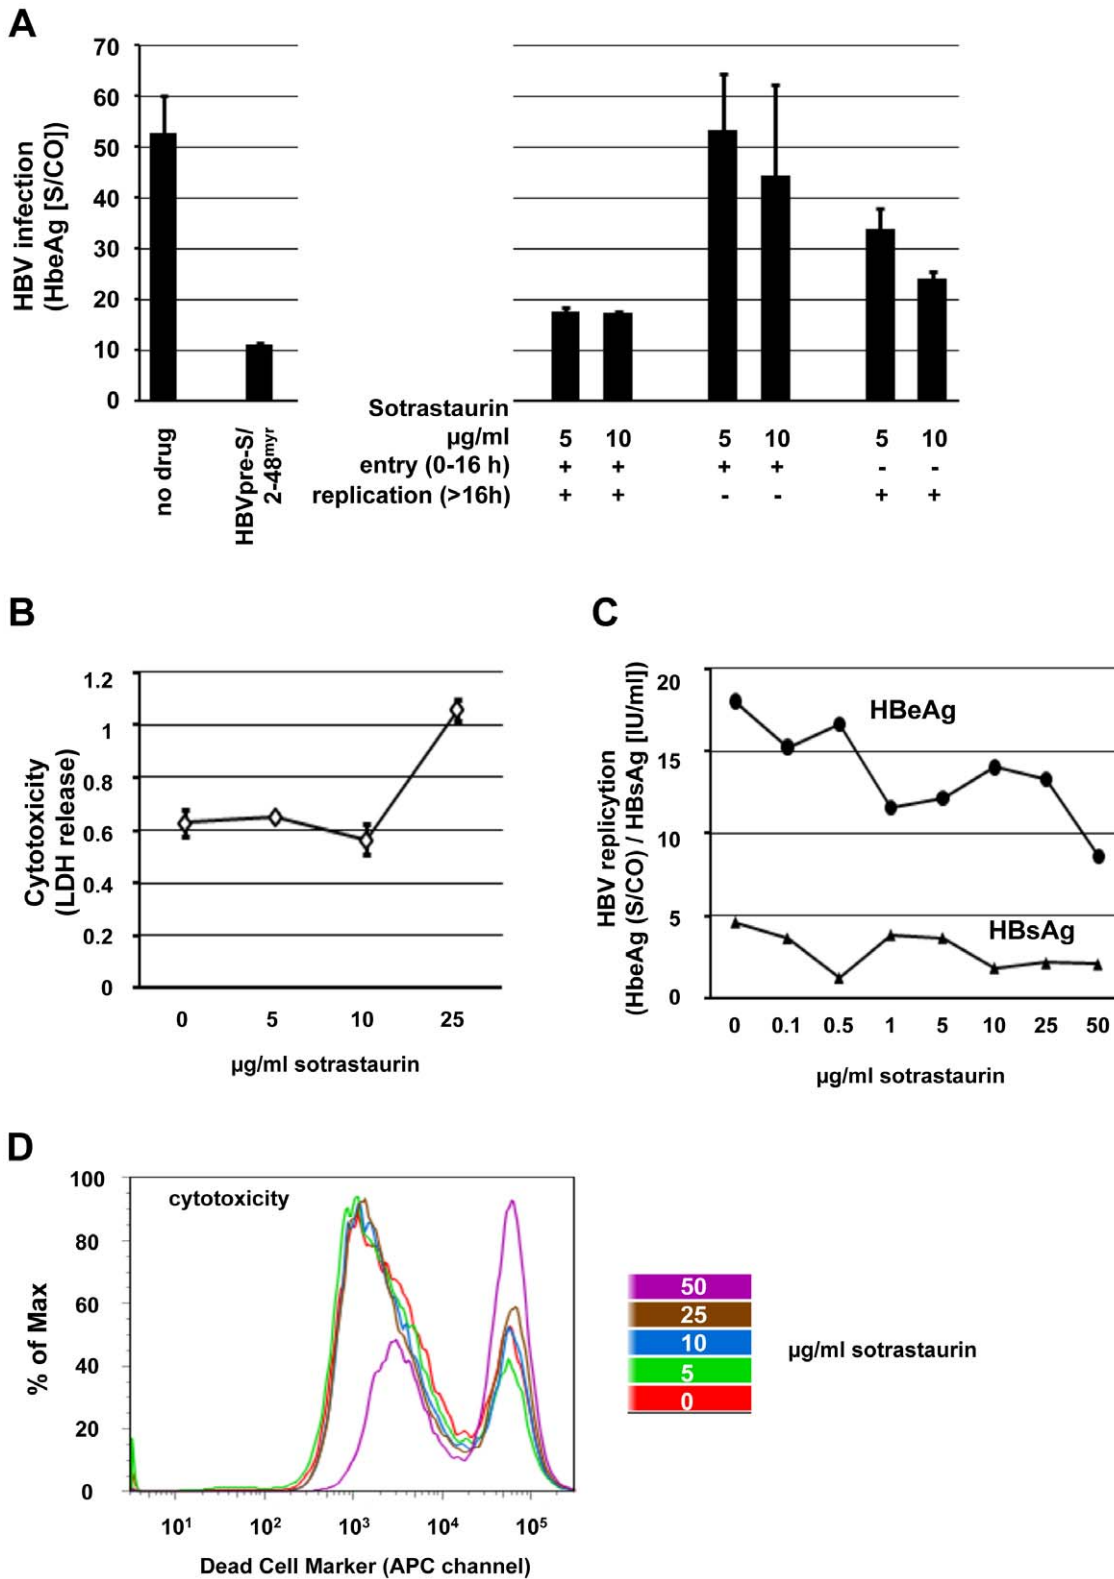 A
HBV infection
(HbeAg [S/CO])
70
60
50
40
30
20
10
0
no drug
HBVpre-S/
2-48myr
Sotrastaurin
µg/ml 5 10 5 10 5 10
entry (0-16 h) + + + + - -
replication (>16h) + + - - + +
B
Cytotoxicity
(LDH release)
1.2
1
0.8
0.6
0.4
0.2
0
0 5 10 25
µg/ml sotrastaurin
C
HBV replicytion
(HbeAg (S/CO) / HBsAg [IU/ml])
20
15
10
5
0
HBeAg
HBsAg
0 0.1 0.5 1 5 10 25 50
µg/ml sotrastaurin
D
% of Max
100
80
60
40
20
0
cytotoxicity
10¹ 10² 10³ 10⁴ 10⁵
Dead Cell Marker (APC channel)
50
25
10
5
0
µg/ml sotrastaurin